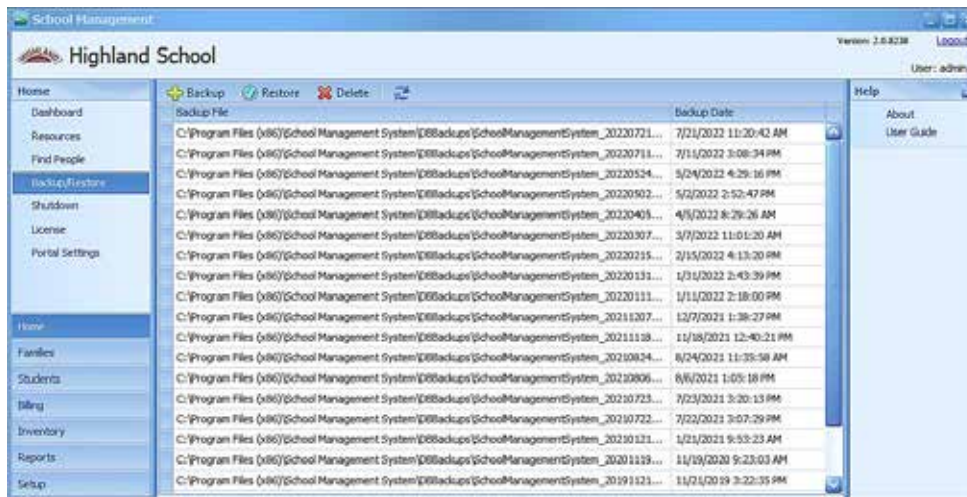 School Management
Highland School
Version: 2.0.8238 Logout
User: admin
Home
Dashboard
Resources
Find People
Backup/Restore
Shutdown
License
Portal Settings
Home
Families
Students
Billing
Inventory
Reports
Setup
Backup Restore Delete
Backup File Backup Date
C:\Program Files (x86)\School Management System\DBBackups\SchoolManagementSystem_20220721... 7/21/2022 11:20:42 AM
C:\Program Files (x86)\School Management System\DBBackups\SchoolManagementSystem_20220711... 7/11/2022 3:08:34 PM
C:\Program Files (x86)\School Management System\DBBackups\SchoolManagementSystem_20220524... 5/24/2022 4:29:16 PM
C:\Program Files (x86)\School Management System\DBBackups\SchoolManagementSystem_20220502... 5/2/2022 2:52:47 PM
C:\Program Files (x86)\School Management System\DBBackups\SchoolManagementSystem_20220405... 4/5/2022 8:29:26 AM
C:\Program Files (x86)\School Management System\DBBackups\SchoolManagementSystem_20220307... 3/7/2022 11:01:20 AM
C:\Program Files (x86)\School Management System\DBBackups\SchoolManagementSystem_20220215... 2/15/2022 4:13:20 PM
C:\Program Files (x86)\School Management System\DBBackups\SchoolManagementSystem_20220131... 1/31/2022 2:43:39 PM
C:\Program Files (x86)\School Management System\DBBackups\SchoolManagementSystem_20220111... 1/11/2022 2:18:00 PM
C:\Program Files (x86)\School Management System\DBBackups\SchoolManagementSystem_20211207... 12/7/2021 1:38:27 PM
C:\Program Files (x86)\School Management System\DBBackups\SchoolManagementSystem_20211118... 11/18/2021 12:40:21 PM
C:\Program Files (x86)\School Management System\DBBackups\SchoolManagementSystem_20210824... 8/24/2021 11:35:58 AM
C:\Program Files (x86)\School Management System\DBBackups\SchoolManagementSystem_20210806... 8/6/2021 1:05:18 PM
C:\Program Files (x86)\School Management System\DBBackups\SchoolManagementSystem_20210723... 7/23/2021 3:20:13 PM
C:\Program Files (x86)\School Management System\DBBackups\SchoolManagementSystem_20210722... 7/22/2021 3:07:29 PM
C:\Program Files (x86)\School Management System\DBBackups\SchoolManagementSystem_20210121... 1/21/2021 9:53:23 AM
C:\Program Files (x86)\School Management System\DBBackups\SchoolManagementSystem_20201119... 11/19/2020 9:23:03 AM
C:\Program Files (x86)\School Management System\DBBackups\SchoolManagementSystem_20191121... 11/21/2019 3:22:35 PM
Help
About
User Guide